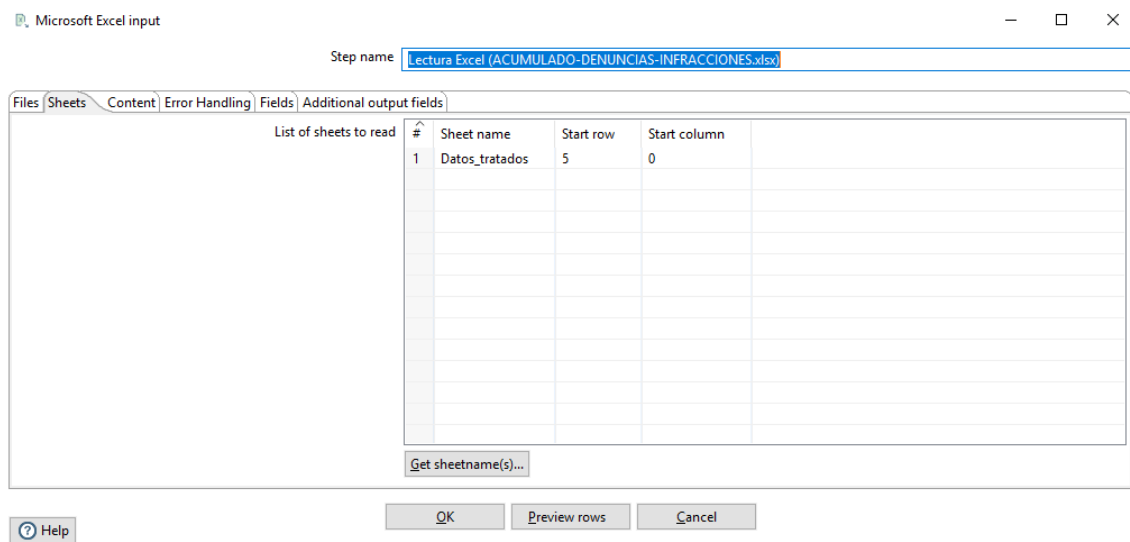 Microsoft Excel input
Step name Lectura Excel (ACUMULADO-DENUNCIAS-INFRACCIONES.xlsx)
Files Sheets Content Error Handling Fields Additional output fields
List of sheets to read # Sheet name Start row Start column
1 Datos_tratados 5 0
Get sheetname(s)...
OK Preview rows Cancel
? Help